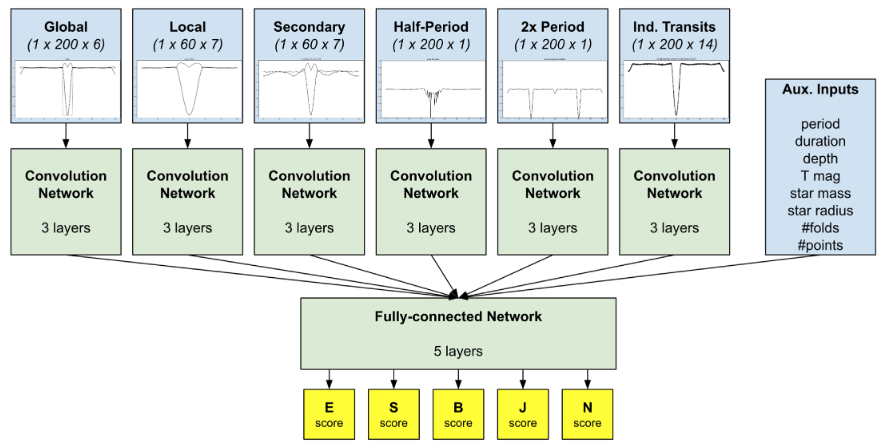 Global
(1 x 200 x 6)
Local
(1 x 60 x 7)
Secondary
(1 x 60 x 7)
Half-Period
(1 x 200 x 1)
2x Period
(1 x 200 x 1)
Ind. Transits
(1 x 200 x 14)
Aux. Inputs
period
duration
depth
T mag
star mass
star radius
#folds
#points
Convolution
Network
3 layers
Convolution
Network
3 layers
Convolution
Network
3 layers
Convolution
Network
3 layers
Convolution
Network
3 layers
Convolution
Network
3 layers
Fully-connected Network
5 layers
E
score
S
score
B
score
J
score
N
score